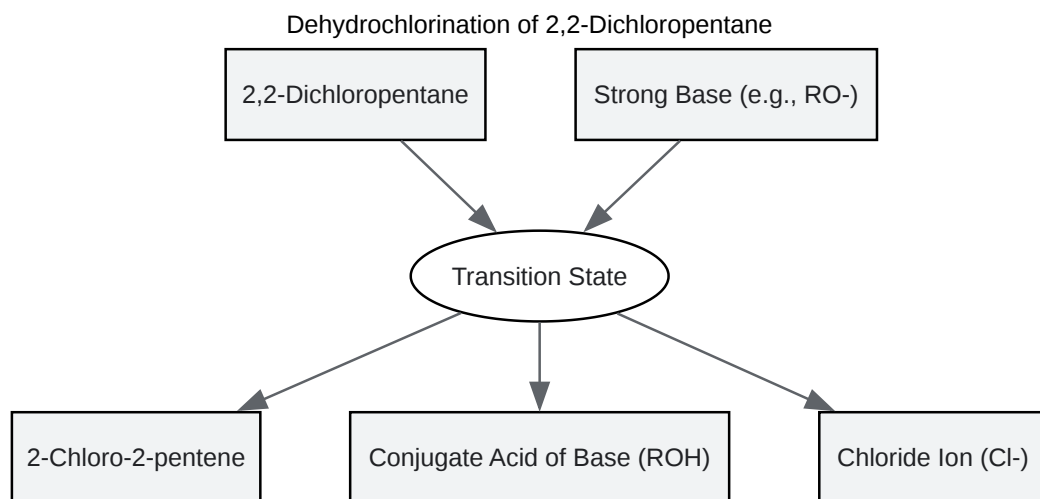 Dehydrochlorination of 2,2-Dichloropentane
2,2-Dichloropentane
Strong Base (e.g., RO-)
Transition State
2-Chloro-2-pentene
Conjugate Acid of Base (ROH)
Chloride Ion (Cl-)